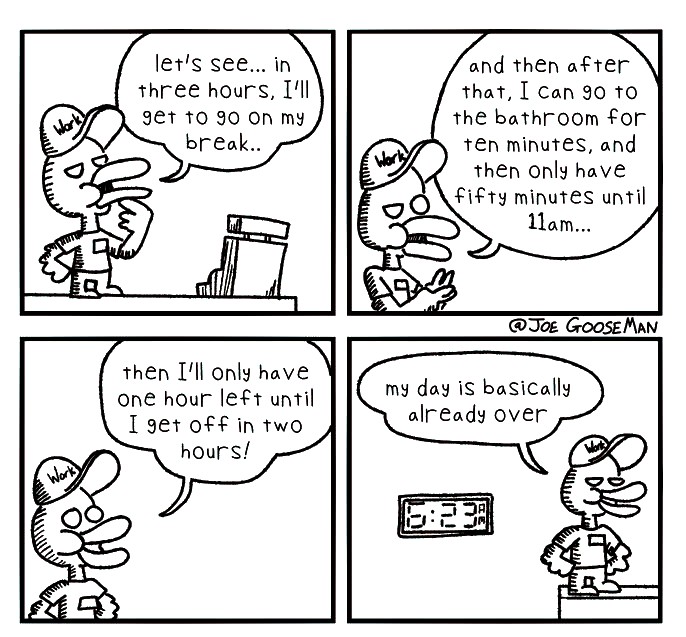 let's see... in
three hours, I'll
get to go on my
break..
Work
and then after
that, I can go to
the bathroom for
ten minutes, and
then only have
fifty minutes until
11am...
Work
@JOE GOOSEMAN
then I'll only have
one hour left until
I get off in two
hours!
Work
my day is basically
already over
Work
6:23 AM